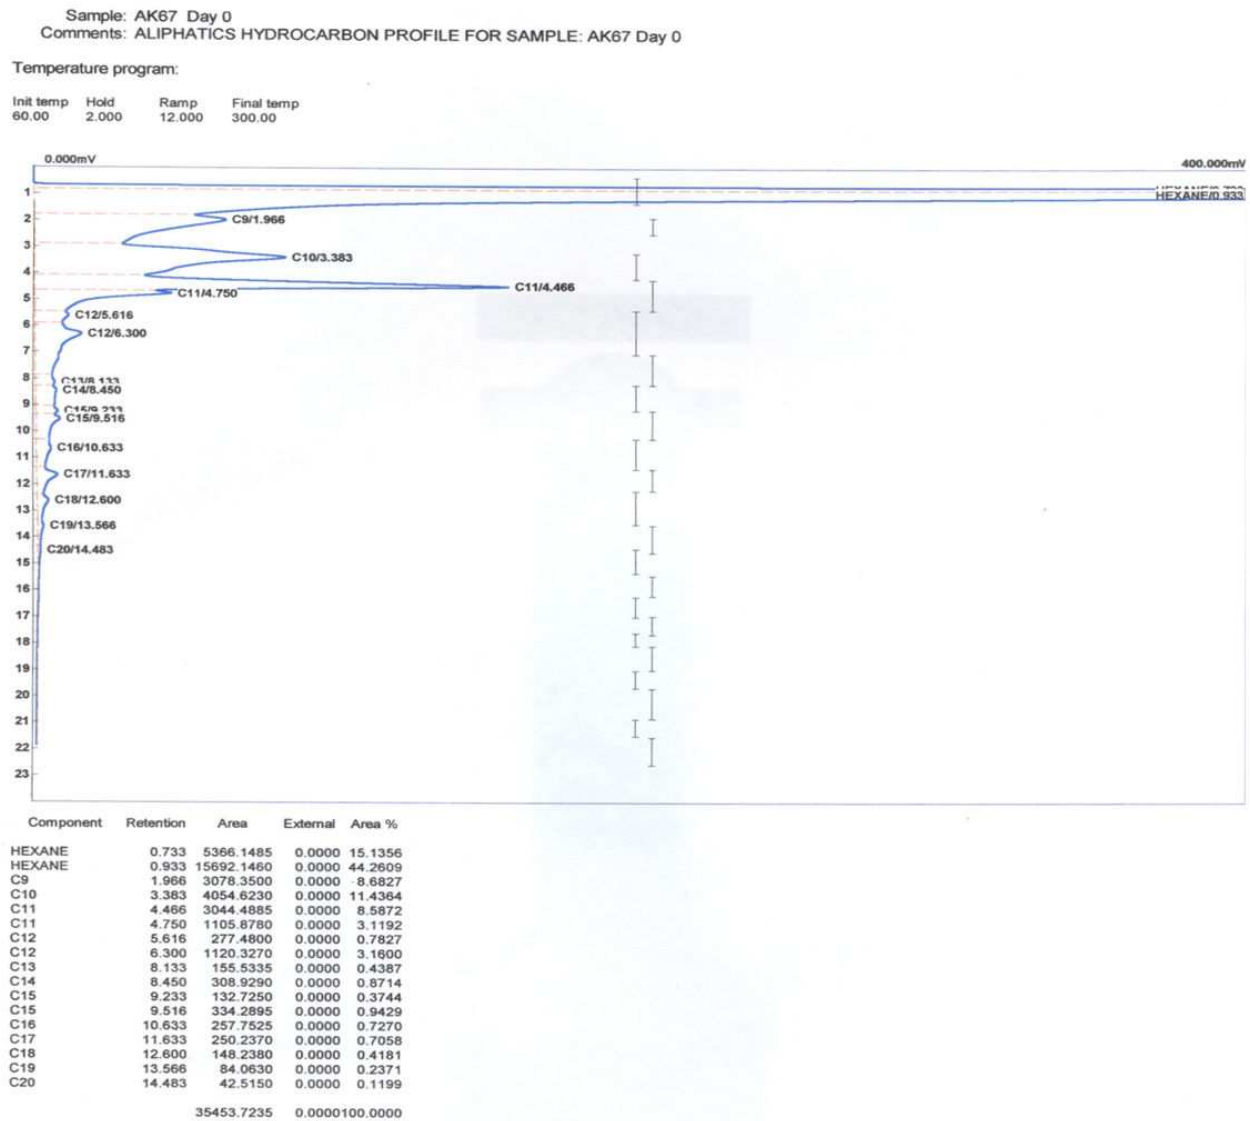 Sample: AK67 Day 0
Comments: ALIPHATICS HYDROCARBON PROFILE FOR SAMPLE: AK67 Day 0
Temperature program:
Init temp Hold Ramp Final temp
60.00 2.000 12.000 300.00
0.000mV 400.000mV
1
HEXANE/0.933
2
C9/1.966
3
C10/3.383
4
C11/4.466
C11/4.750
5
C12/5.616
6
C12/6.300
7
8
C13/8.133
C14/8.450
9
C15/9.233
C15/9.516
10
C16/10.633
11
C17/11.633
12
C18/12.600
13
C19/13.566
14
C20/14.483
15
16
17
18
19
20
21
22
23
Component Retention Area External Area %
HEXANE 0.733 5366.1485 0.0000 15.1356
HEXANE 0.933 15692.1460 0.0000 44.2609
C9 1.966 3078.3500 0.0000 8.6827
C10 3.383 4054.6230 0.0000 11.4364
C11 4.466 3044.4885 0.0000 8.5872
C11 4.750 1105.8780 0.0000 3.1192
C12 5.616 277.4800 0.0000 0.7827
C12 6.300 1120.3270 0.0000 3.1600
C13 8.133 155.5335 0.0000 0.4387
C14 8.450 308.9290 0.0000 0.8714
C15 9.233 132.7250 0.0000 0.3744
C15 9.516 334.2895 0.0000 0.9429
C16 10.633 257.7525 0.0000 0.7270
C17 11.633 250.2370 0.0000 0.7058
C18 12.600 148.2380 0.0000 0.4181
C19 13.566 84.0630 0.0000 0.2371
C20 14.483 42.5150 0.0000 0.1199
35453.7235 0.0000100.0000